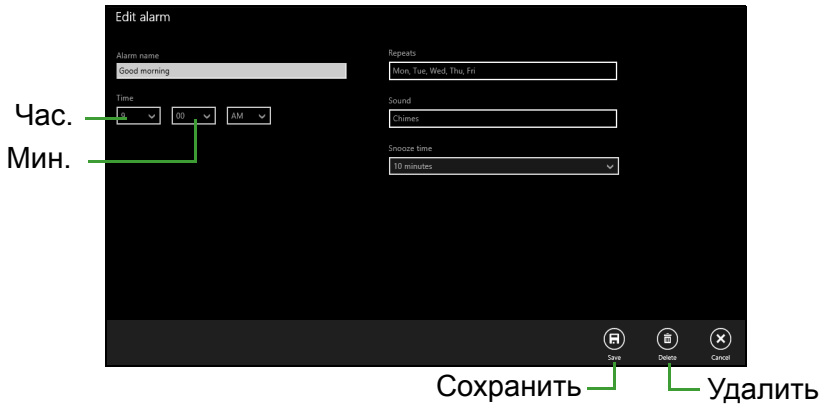 Edit alarm
Alarm name
Good morning
Time
9
00
AM
Repeats
Mon, Tue, Wed, Thu, Fri
Sound
Chimes
Snooze time
10 minutes
Час.
Мин.
Save
Delete
Cancel
Сохранить
Удалить